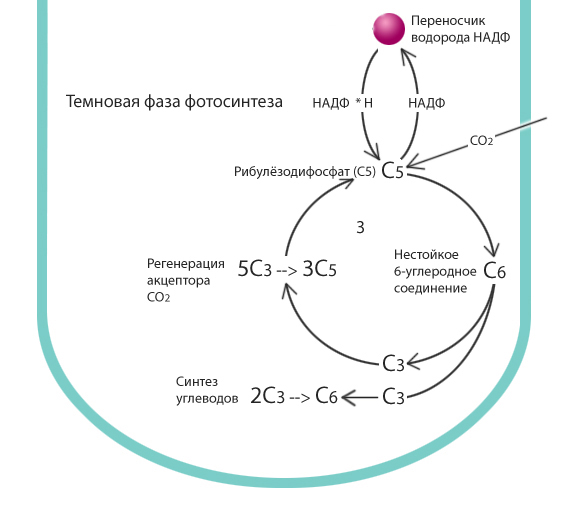 Переносчик
водорода НАДФ
Темновая фаза фотосинтеза
НАДФ * Н
НАДФ
CO2
Рибулёзодифосфат (C5) C5
3
Регенерация
акцептора
CO2
5C3 --> 3C5
Нестойкое
6-углеродное
соединение
C6
C3
Синтез
углеводов
2C3 --> C6
C3